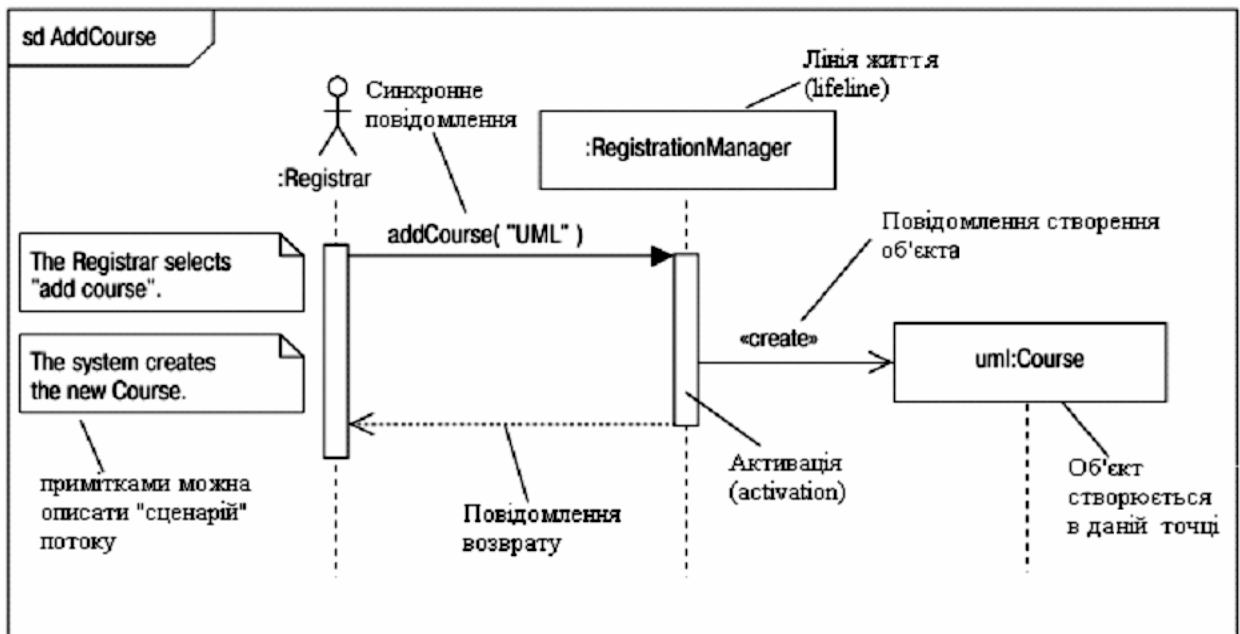 sd AddCourse
Лінія життя
(lifeline)
Синхронне
повідомлення
:RegistrationManager
:Registrar
addCourse( "UML" )
Повідомлення створення
об'єкта
The Registrar selects
"add course".
«create»
uml:Course
The system creates
the new Course.
Активація
(activation)
Об'єкт
створюється
в даній точці
примітками можна
описати "сценарій"
потоку
Повідомлення
возврату